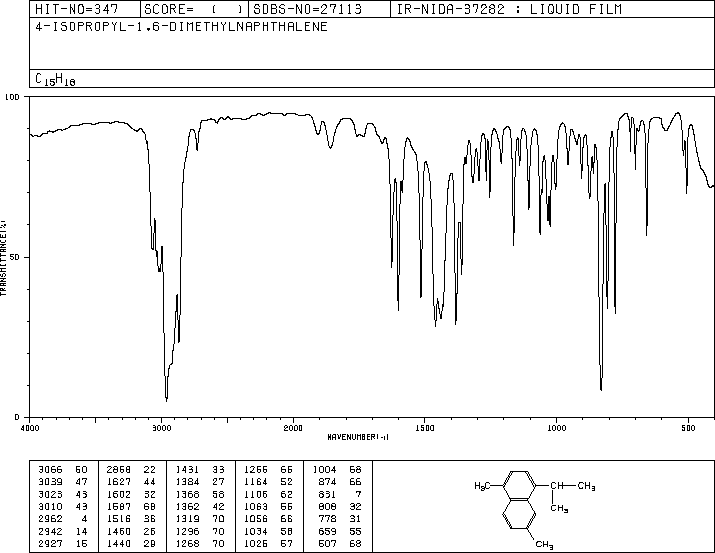 HIT-NO=347 SCORE= ( ) SDBS-NO=27113 IR-NIDA-37282 : LIQUID FILM
4-ISOPROPYL-1,6-DIMETHYLNAPHTHALENE
C15H18
100
50
0
TRANSMITTANCE(%)
4000 3000 2000 1500 1000 500
WAVENUMBER(-1)
3066 50 2868 22 1431 33 1255 66 1004 68
3039 47 1627 44 1384 27 1164 52 874 66
3023 43 1602 32 1368 58 1106 62 831 7
3010 43 1587 68 1362 42 1063 55 808 32
2962 4 1516 36 1319 70 1056 66 778 31
2942 14 1460 26 1296 70 1034 58 659 55
2927 15 1440 29 1268 70 1026 57 507 68
H3C
CH
CH3
CH3
CH3